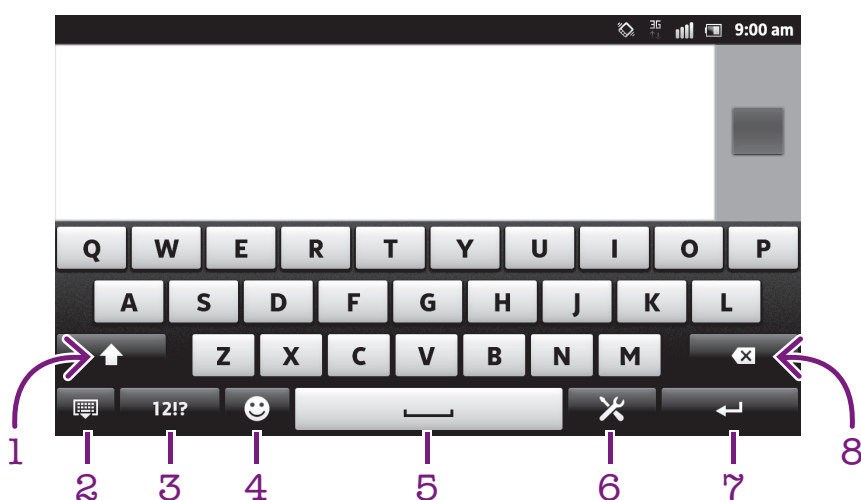 3G
9:00 am
Q W E R T Y U I O P
A S D F G H J K L
Z X C V B N M
12!?
1 8
2 3 4 5 6 7